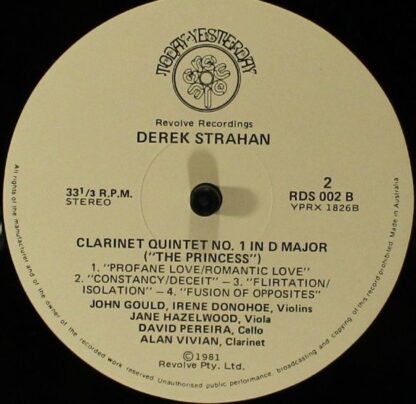 TODAY-YESTERDAY
Revolve Recordings
DEREK STRAHAN
33 1/3 R.P.M.
STEREO
2
RDS 002 B
YPRX 1826B
CLARINET QUINTET NO. 1 IN D MAJOR
("THE PRINCESS")
1. "PROFANE LOVE/ROMANTIC LOVE"
2. "CONSTANCY/DECEIT" – 3. "FLIRTATION/
ISOLATION" – 4. "FUSION OF OPPOSITES"
JOHN GOULD, IRENE DONOHOE, Violins
JANE HAZELWOOD, Viola
DAVID PEREIRA, Cello
ALAN VIVIAN, Clarinet
©1981
Revolve Pty. Ltd.
All rights of the manufacturer and of the owner of the recorded work reserved. Unauthorised public performance, broadcasting and copying of this record prohibited. Made in Australia